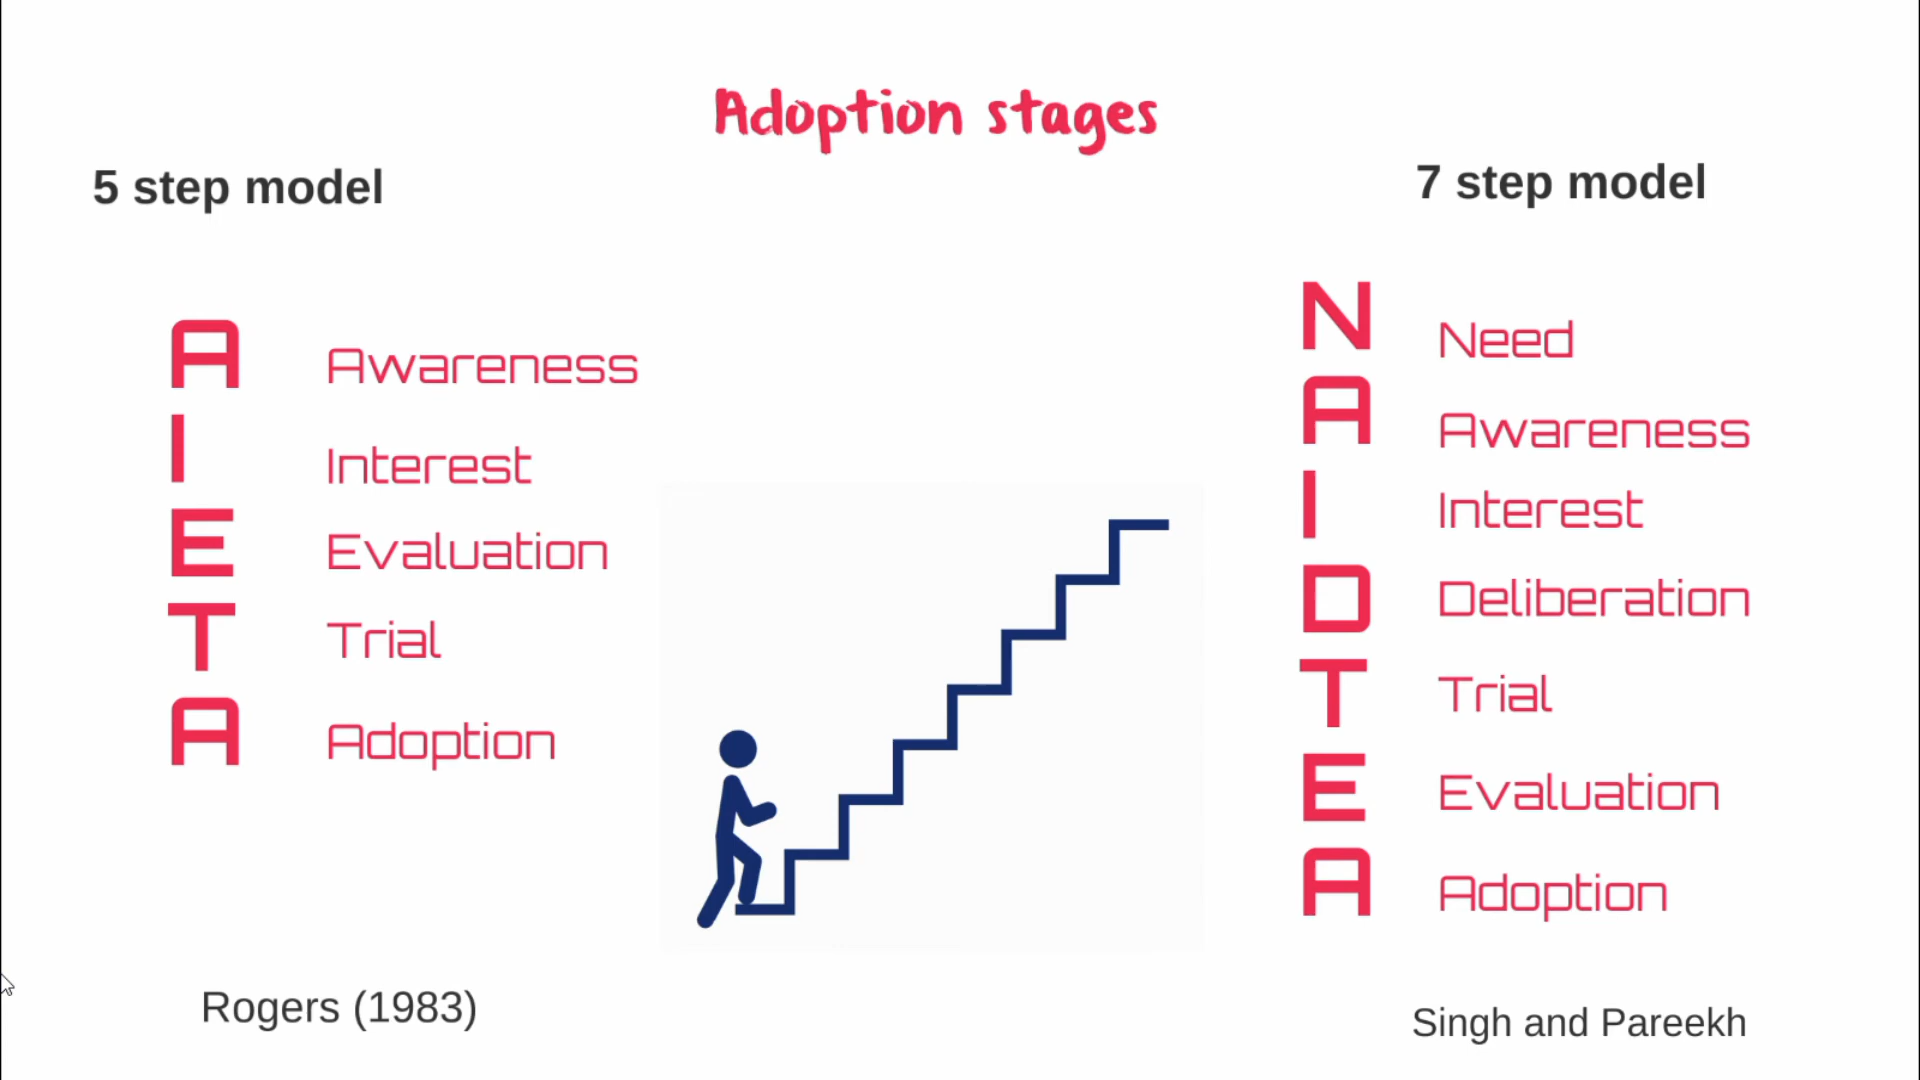 Adoption stages
5 step model
A Awareness
I Interest
E Evaluation
T Trial
A Adoption
Rogers (1983)
7 step model
N Need
A Awareness
I Interest
D Deliberation
T Trial
E Evaluation
A Adoption
Singh and Pareekh